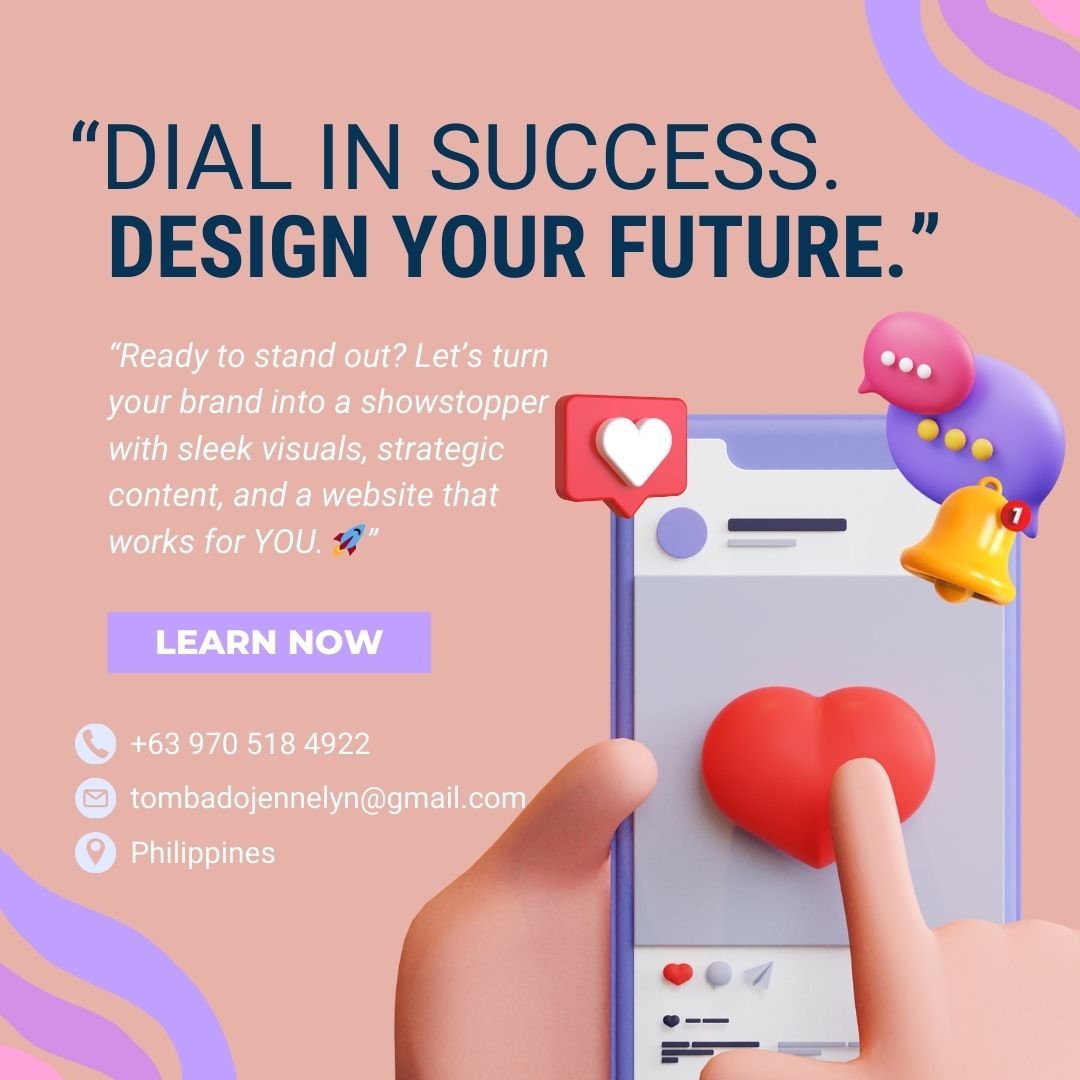 “DIAL IN SUCCESS.
DESIGN YOUR FUTURE.”
“Ready to stand out? Let’s turn
your brand into a showstopper
with sleek visuals, strategic
content, and a website that
works for YOU. 🚀”
LEARN NOW
+63 970 518 4922
tombadojennelyn@gmail.com
Philippines
1